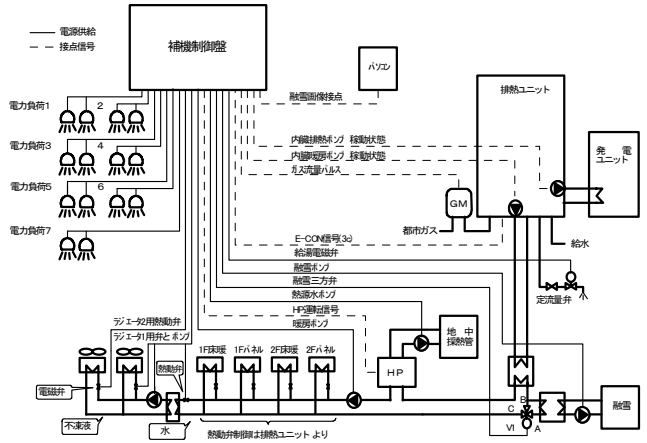 電源供給
接点信号
補機制御盤
パソコン
融雪画像接点
電力負荷1
2
電力負荷3
4
電力負荷5
6
電力負荷7
排熱ユニット
発電
ユニット
内臓排熱ポンプ 稼動状態
内臓暖房ポンプ 稼動状態
ガス流量パルス
GM
都市ガス
給水
E-CON信号(3c)
給湯電磁弁
融雪ポンプ
融雪三方弁
熱源水ポンプ
HP運転信号
暖房ポンプ
定流量弁
ラジエータ2用熱動弁
ラジエータ1用弁とポンプ
熱動弁
1F床暖
1Fパネル
2F床暖
2Fパネル
地中
採熱管
HP
電磁弁
不凍液
水
熱動弁制御は排熱ユニットより
B
C
A
V1
融雪